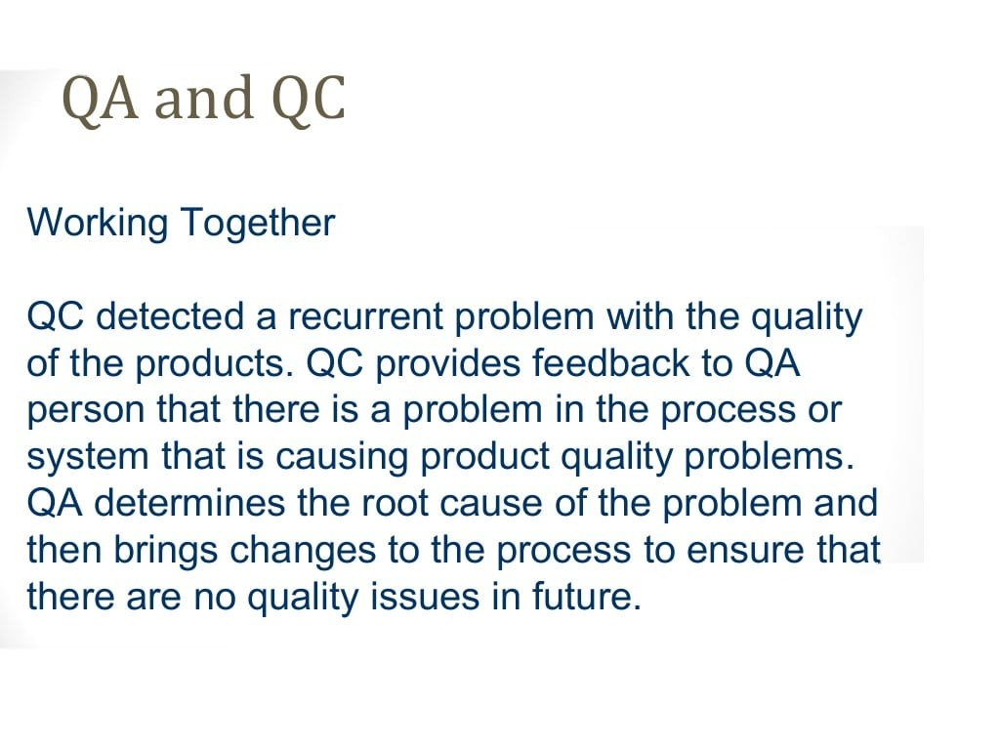 QA and QC
Working Together
QC detected a recurrent problem with the quality
of the products. QC provides feedback to QA
person that there is a problem in the process or
system that is causing product quality problems.
QA determines the root cause of the problem and
then brings changes to the process to ensure that
there are no quality issues in future.